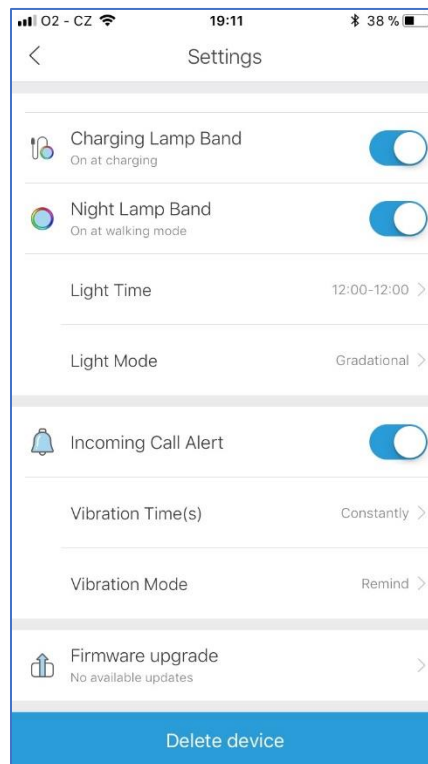 O2 - CZ 19:11 38 %
Settings
Charging Lamp Band
On at charging
Night Lamp Band
On at walking mode
Light Time 12:00-12:00
Light Mode Gradational
Incoming Call Alert
Vibration Time(s) Constantly
Vibration Mode Remind
Firmware upgrade
No available updates
Delete device